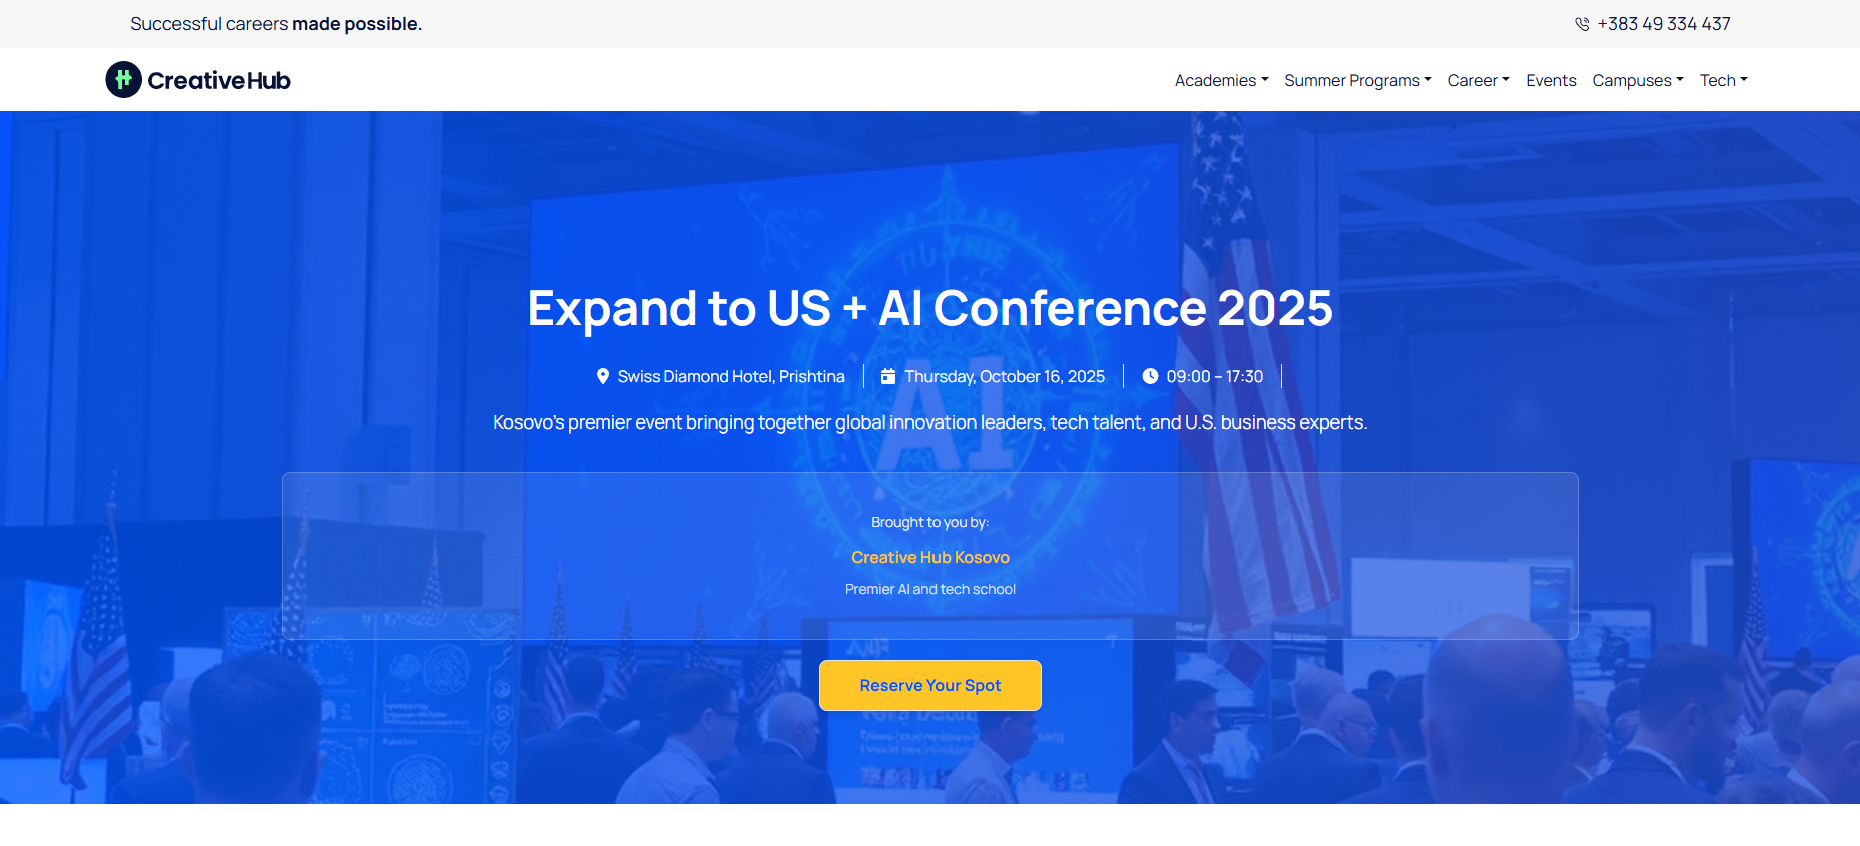 Successful careers made possible.
+383 49 334 437
CreativeHub
Academies Summer Programs Career Events Campuses Tech
Expand to US + AI Conference 2025
Swiss Diamond Hotel, Prishtina
Thursday, October 16, 2025
09:00 – 17:30
Kosovo's premier event bringing together global innovation leaders, tech talent, and U.S. business experts.
AI
Brought to you by:
Creative Hub Kosovo
Premier AI and tech school
Reserve Your Spot